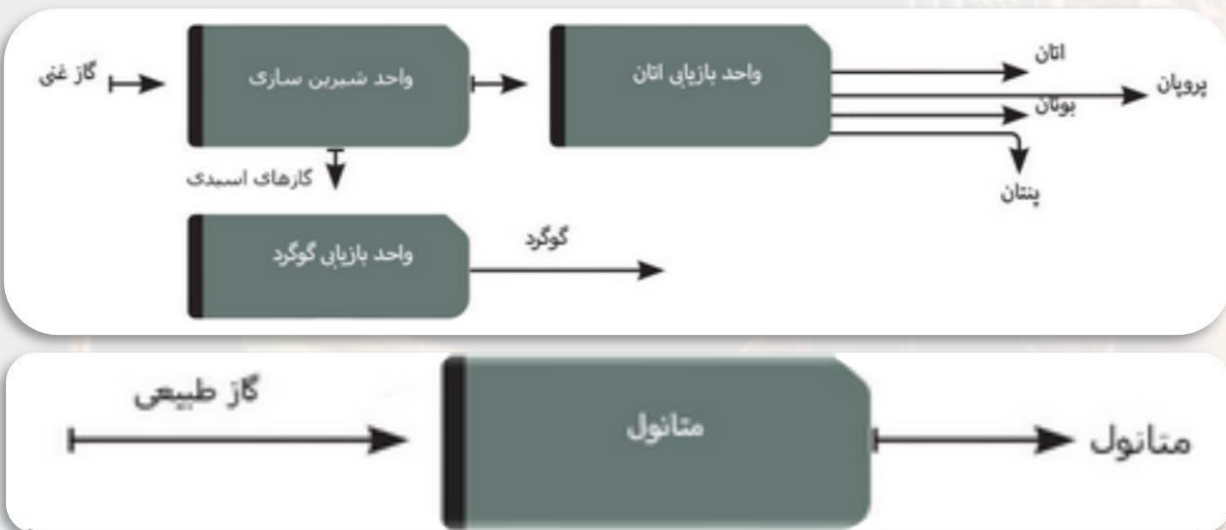 گاز غنی
واحد شیرین سازی
واحد بازیابی اتان
اتان
پروپان
بوتان
پنتان
گازهای اسیدی
واحد بازیابی گوگرد
گوگرد
گاز طبیعی
متانول
متانول